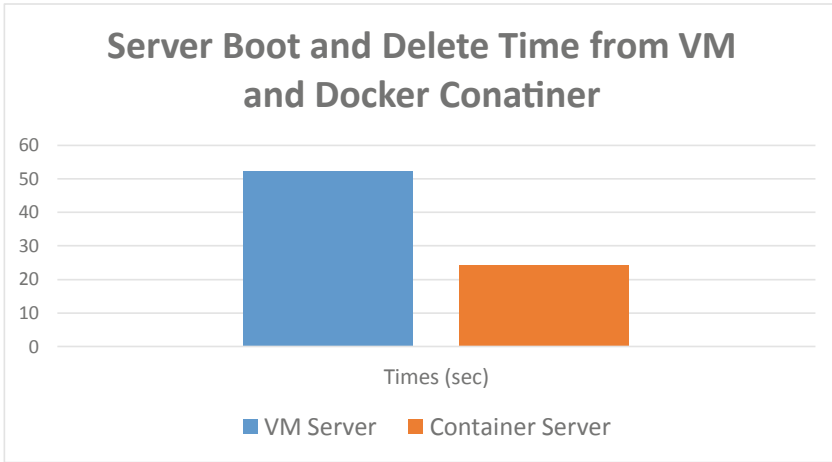 Server Boot and Delete Time from VM
and Docker Conatiner
60
50
40
30
20
10
0
Times (sec)
VM Server Container Server